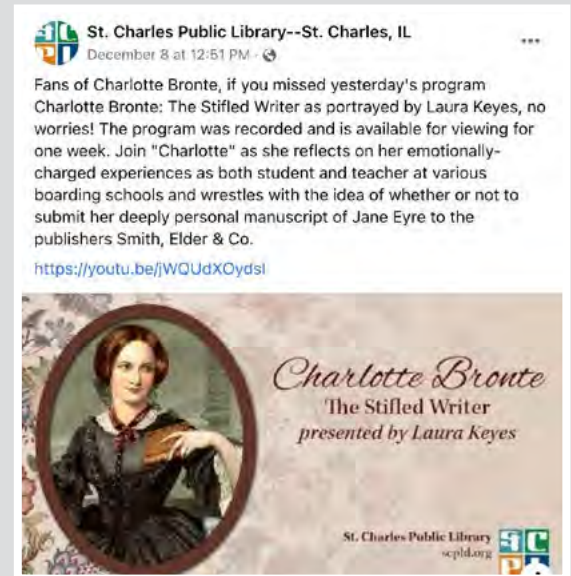 St. Charles Public Library--St. Charles, IL
December 8 at 12:51 PM ·
Fans of Charlotte Bronte, if you missed yesterday's program
Charlotte Bronte: The Stifled Writer as portrayed by Laura Keyes, no
worries! The program was recorded and is available for viewing for
one week. Join "Charlotte" as she reflects on her emotionally-
charged experiences as both student and teacher at various
boarding schools and wrestles with the idea of whether or not to
submit her deeply personal manuscript of Jane Eyre to the
publishers Smith, Elder & Co.
https://youtu.be/jWQUdXOydsI
Charlotte Bronte
The Stifled Writer
presented by Laura Keyes
St. Charles Public Library
scpld.org